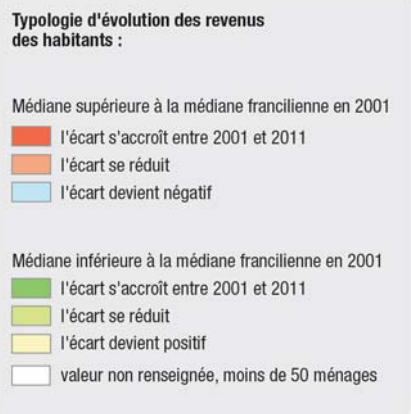 Typologie d'évolution des revenus
des habitants :
Médiane supérieure à la médiane francilienne en 2001
l'écart s'accroît entre 2001 et 2011
l'écart se réduit
l'écart devient négatif
Médiane inférieure à la médiane francilienne en 2001
l'écart s'accroît entre 2001 et 2011
l'écart se réduit
l'écart devient positif
valeur non renseignée, moins de 50 ménages